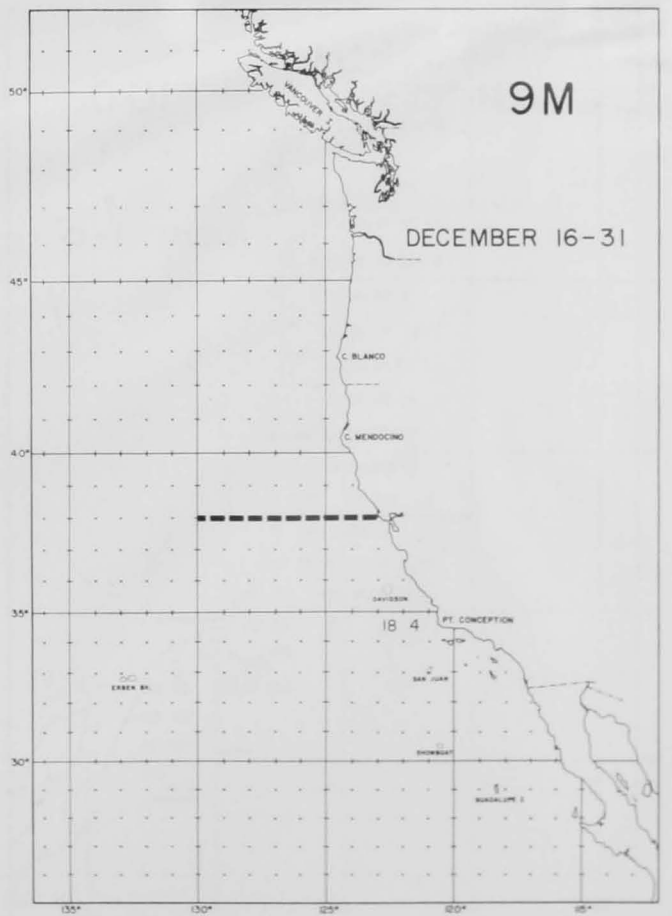 9M
50°
VANCOUVER
DECEMBER 16-31
45°
C. BLANCO
C. MENDOCINO
40°
DAVIDSON
35°
PT. CONCEPTION
18 4
SAN JUAN
ERBEN BK.
SHOWBOAT
30°
GUADALUPE I.
135° 130° 125° 120° 115°